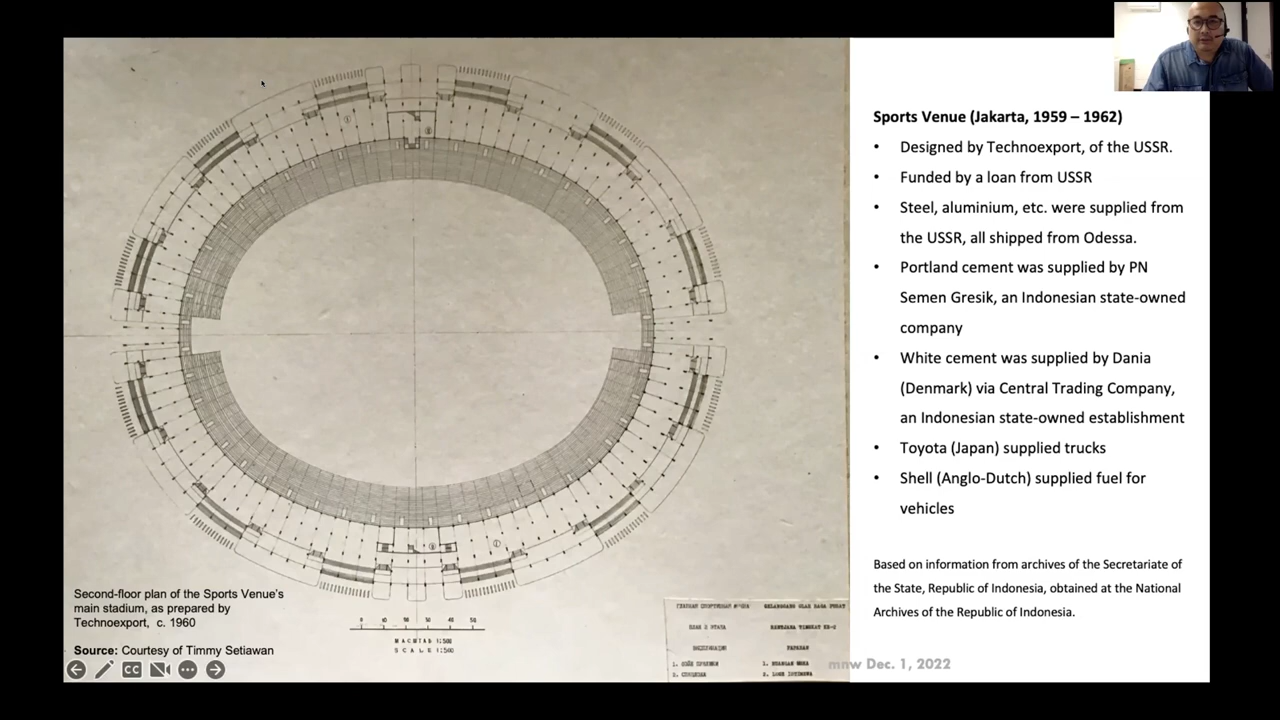 Sports Venue (Jakarta, 1959 – 1962)
• Designed by Technoexport, of the USSR.
• Funded by a loan from USSR
• Steel, aluminium, etc. were supplied from
the USSR, all shipped from Odessa.
• Portland cement was supplied by PN
Semen Gresik, an Indonesian state-owned
company
• White cement was supplied by Dania
(Denmark) via Central Trading Company,
an Indonesian state-owned establishment
• Toyota (Japan) supplied trucks
• Shell (Anglo-Dutch) supplied fuel for
vehicles
Based on information from archives of the Secretariate of
the State, Republic of Indonesia, obtained at the National
Archives of the Republic of Indonesia.
mnw Dec. 1, 2022
Second-floor plan of the Sports Venue's
main stadium, as prepared by
Technoexport, c. 1960
Source: Courtesy of Timmy Setiawan
CC
МАСШТАБ 1:500
SCALE 1:500
ПЛАН 2 ЭТАЖА